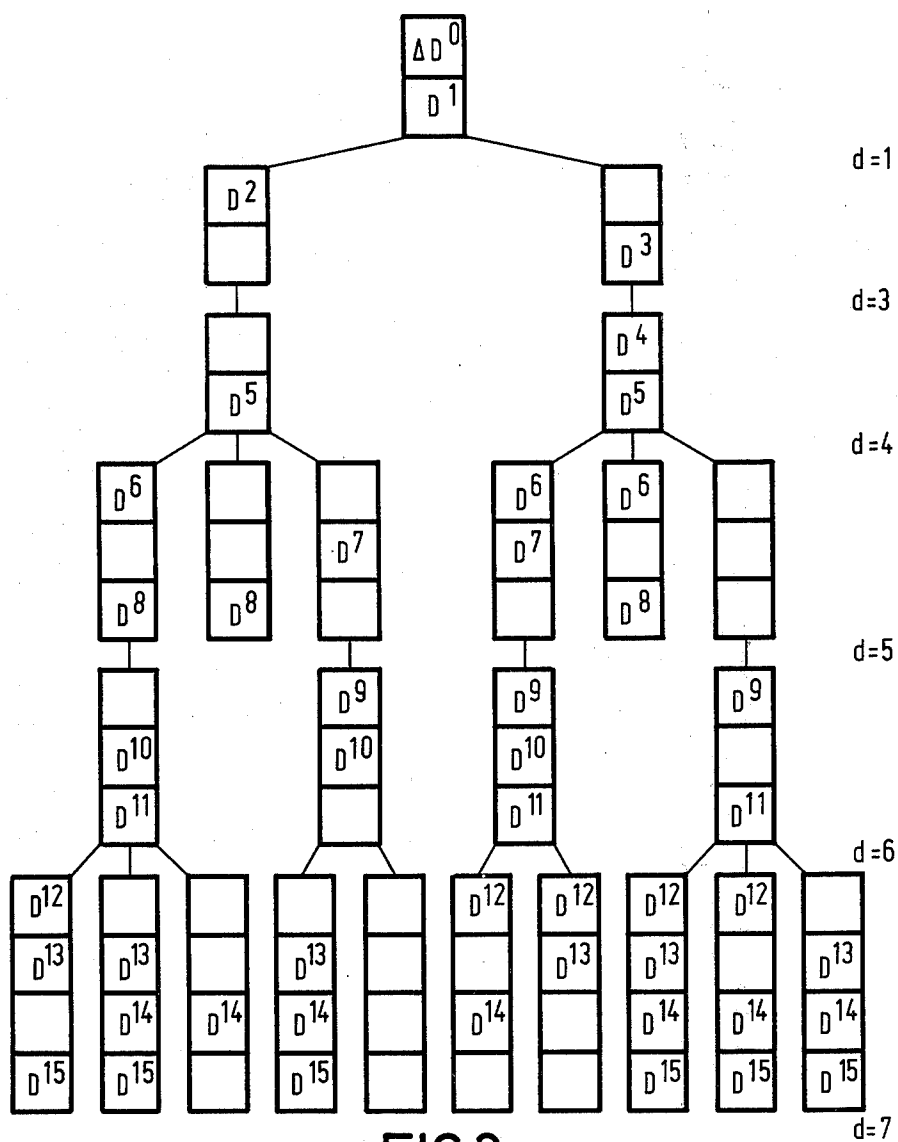 ΔD⁰
D¹
d=1
D²
D³
d=3
D⁴
D⁵ D⁵
d=4
D⁶ D⁶ D⁶
D⁷ D⁷
D⁸ D⁸ D⁸
d=5
D⁹ D⁹ D⁹
D¹⁰ D¹⁰ D¹⁰
D¹¹ D¹¹ D¹¹
d=6
D¹² D¹² D¹² D¹² D¹²
D¹³ D¹³ D¹³ D¹³ D¹³ D¹³
D¹⁴ D¹⁴ D¹⁴ D¹⁴ D¹⁴ D¹⁴ D¹⁴
D¹⁵ D¹⁵ D¹⁵ D¹⁵ D¹⁵ D¹⁵
d=7